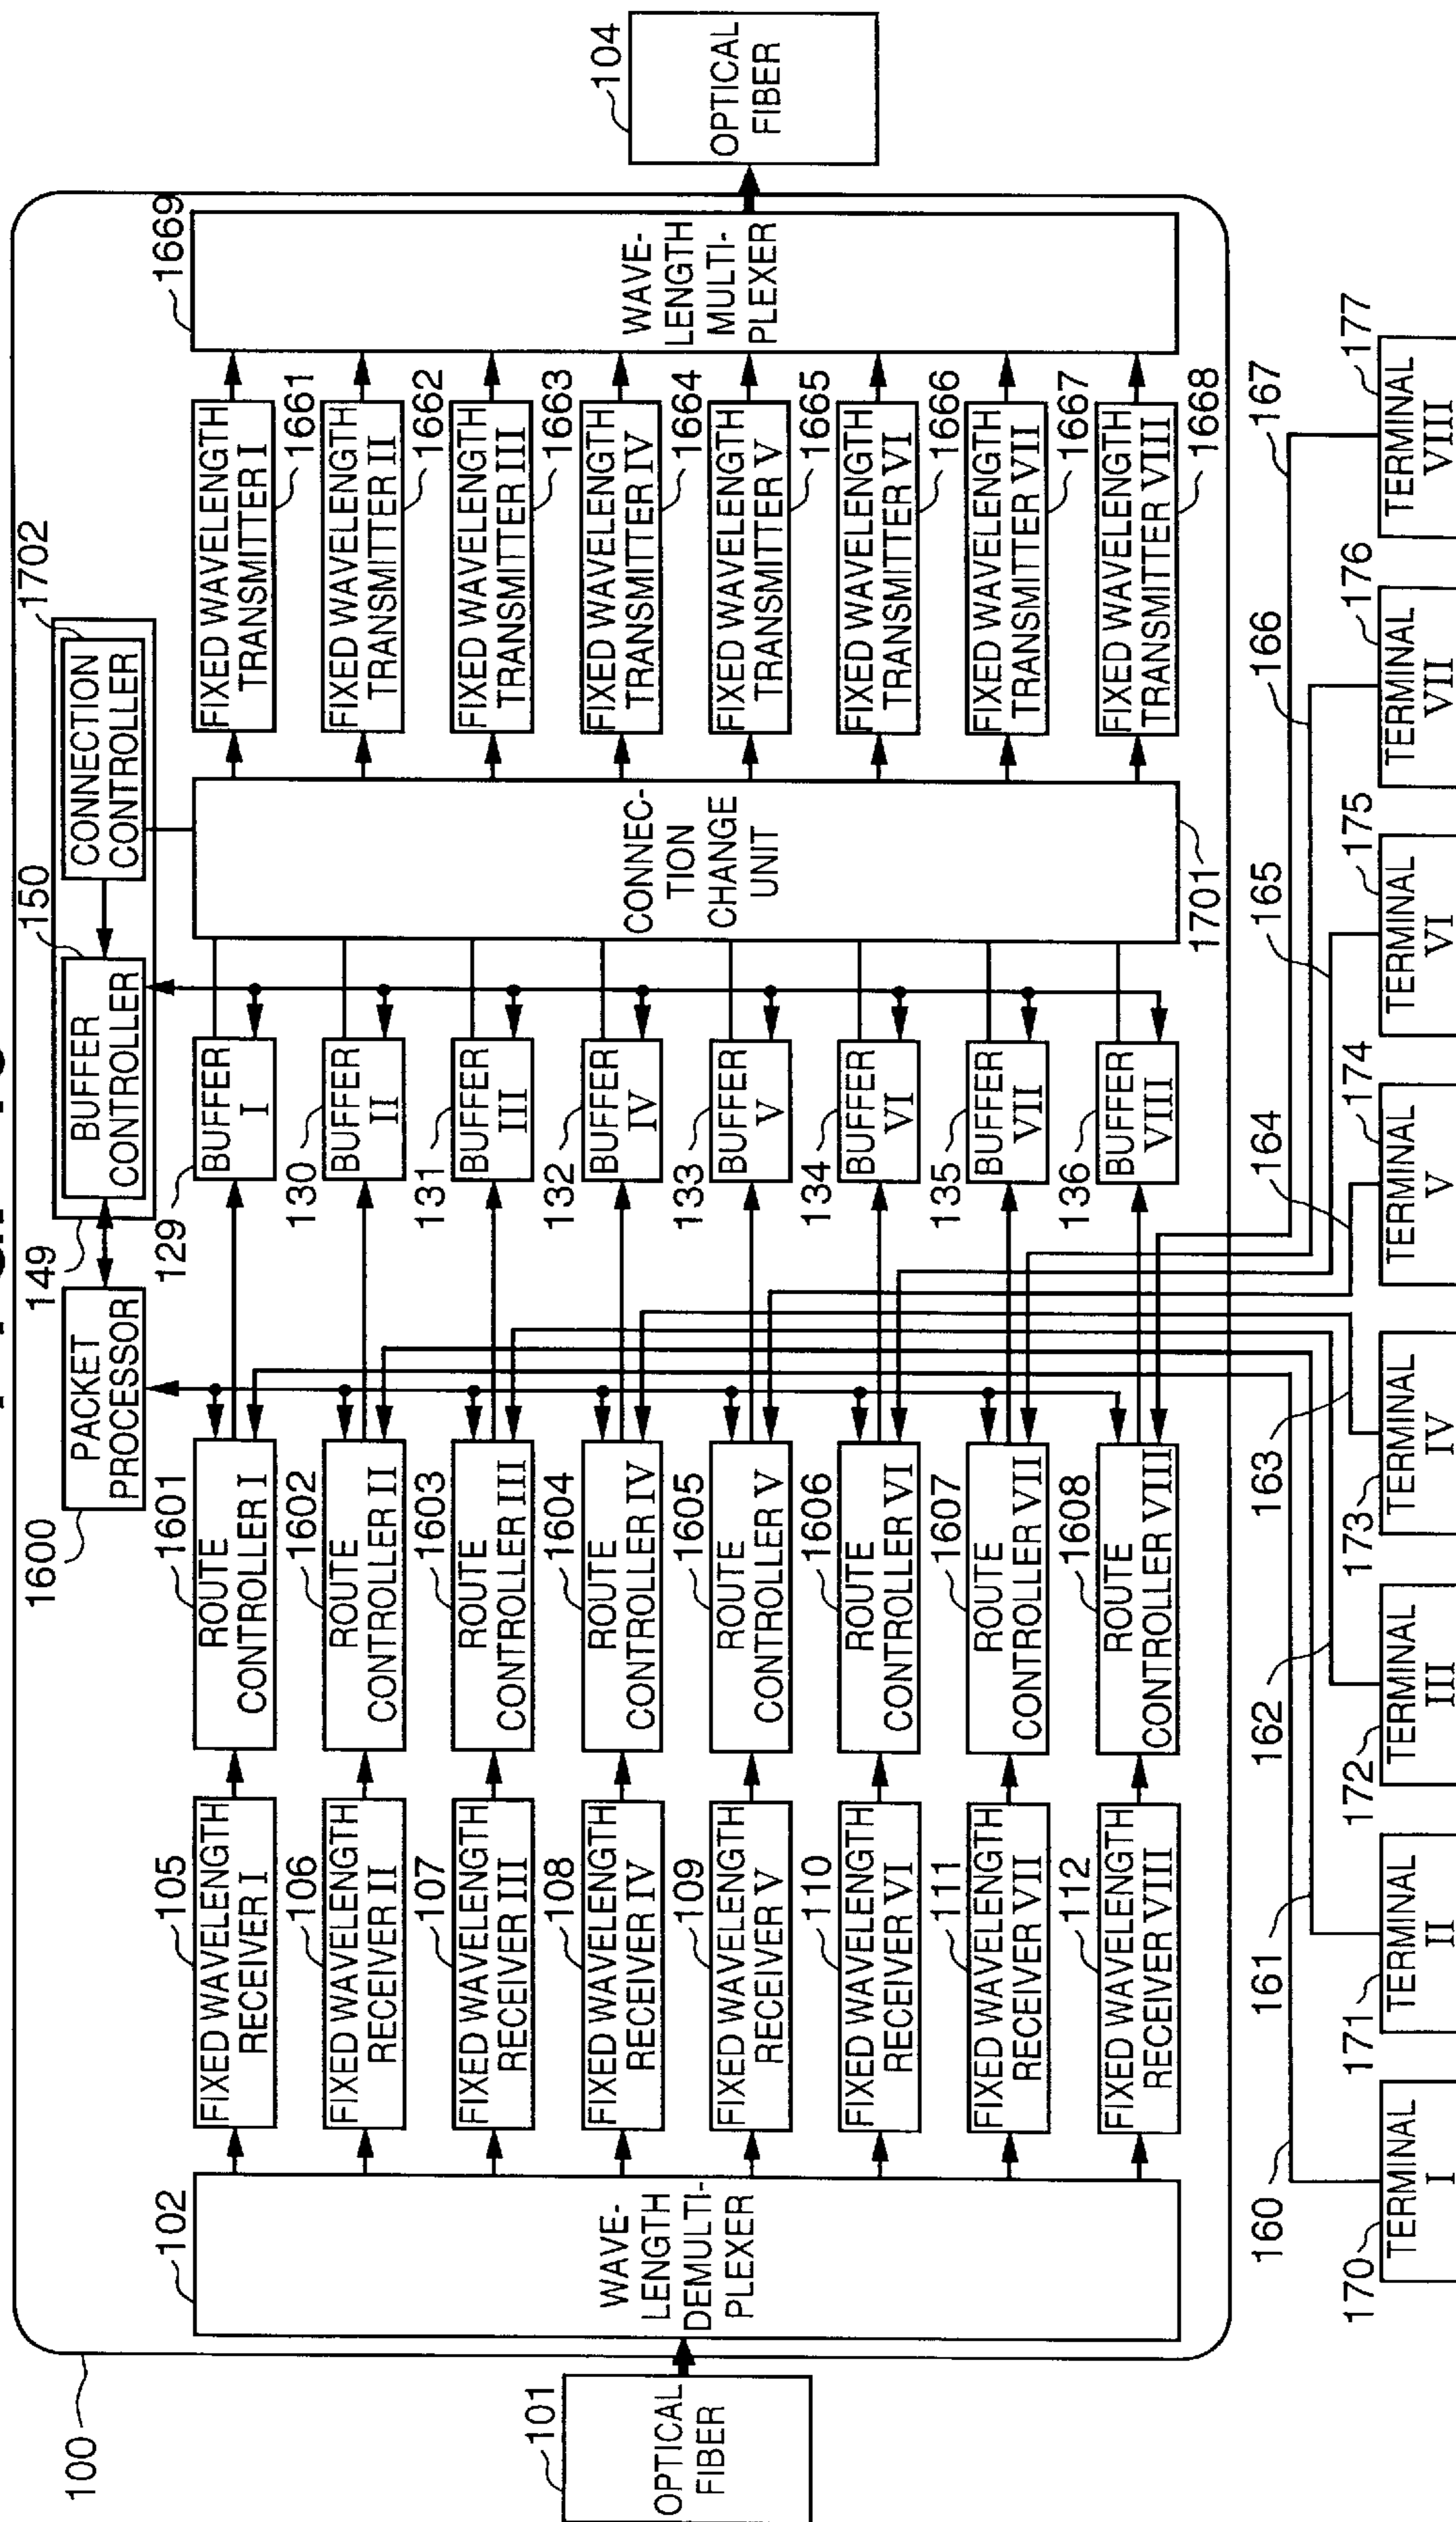 100
101
OPTICAL
FIBER
102
WAVE-
LENGTH
DEMULTI-
PLEXER
105
FIXED WAVELENGTH
RECEIVER I
106
FIXED WAVELENGTH
RECEIVER II
107
FIXED WAVELENGTH
RECEIVER III
108
FIXED WAVELENGTH
RECEIVER IV
109
FIXED WAVELENGTH
RECEIVER V
110
FIXED WAVELENGTH
RECEIVER VI
111
FIXED WAVELENGTH
RECEIVER VII
112
FIXED WAVELENGTH
RECEIVER VIII
1600
PACKET
PROCESSOR
1601
ROUTE
CONTROLLER I
1602
ROUTE
CONTROLLER II
1603
ROUTE
CONTROLLER III
1604
ROUTE
CONTROLLER IV
1605
ROUTE
CONTROLLER V
1606
ROUTE
CONTROLLER VI
1607
ROUTE
CONTROLLER VII
1608
ROUTE
CONTROLLER VIII
149
150
BUFFER
CONTROLLER
1702
CONNECTION
CONTROLLER
129
BUFFER
I
130
BUFFER
II
131
BUFFER
III
132
BUFFER
IV
133
BUFFER
V
134
BUFFER
VI
135
BUFFER
VII
136
BUFFER
VIII
CONNEC-
TION
CHANGE
UNIT
1701
FIXED WAVELENGTH
TRANSMITTER I
1661
FIXED WAVELENGTH
TRANSMITTER II
1662
FIXED WAVELENGTH
TRANSMITTER III
1663
FIXED WAVELENGTH
TRANSMITTER IV
1664
FIXED WAVELENGTH
TRANSMITTER V
1665
FIXED WAVELENGTH
TRANSMITTER VI
1666
FIXED WAVELENGTH
TRANSMITTER VII
1667
FIXED WAVELENGTH
TRANSMITTER VIII
1668
1669
WAVE-
LENGTH
MULTI-
PLEXER
104
OPTICAL
FIBER
160
161
162
163
164
165
166
167
170
TERMINAL
I
171
TERMINAL
II
172
TERMINAL
III
173
TERMINAL
IV
174
TERMINAL
V
175
TERMINAL
VI
176
TERMINAL
VII
177
TERMINAL
VIII